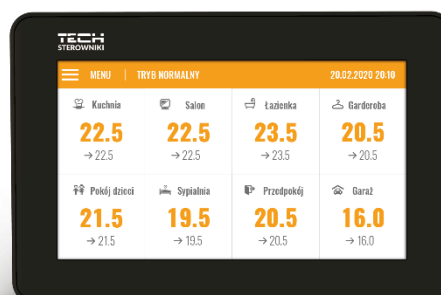 TECH
STEROWNIKI
MENU | TRYB NORMALNY 20.02.2020 20:10
Kuchnia Salon Łazienka Garderoba
22.5 22.5 23.5 20.5
→ 22.5 → 22.5 → 23.5 → 20.5
Pokój dzieci Sypialnia Przedpokój Garaż
21.5 19.5 20.5 16.0
→ 21.5 → 19.5 → 20.5 → 16.0